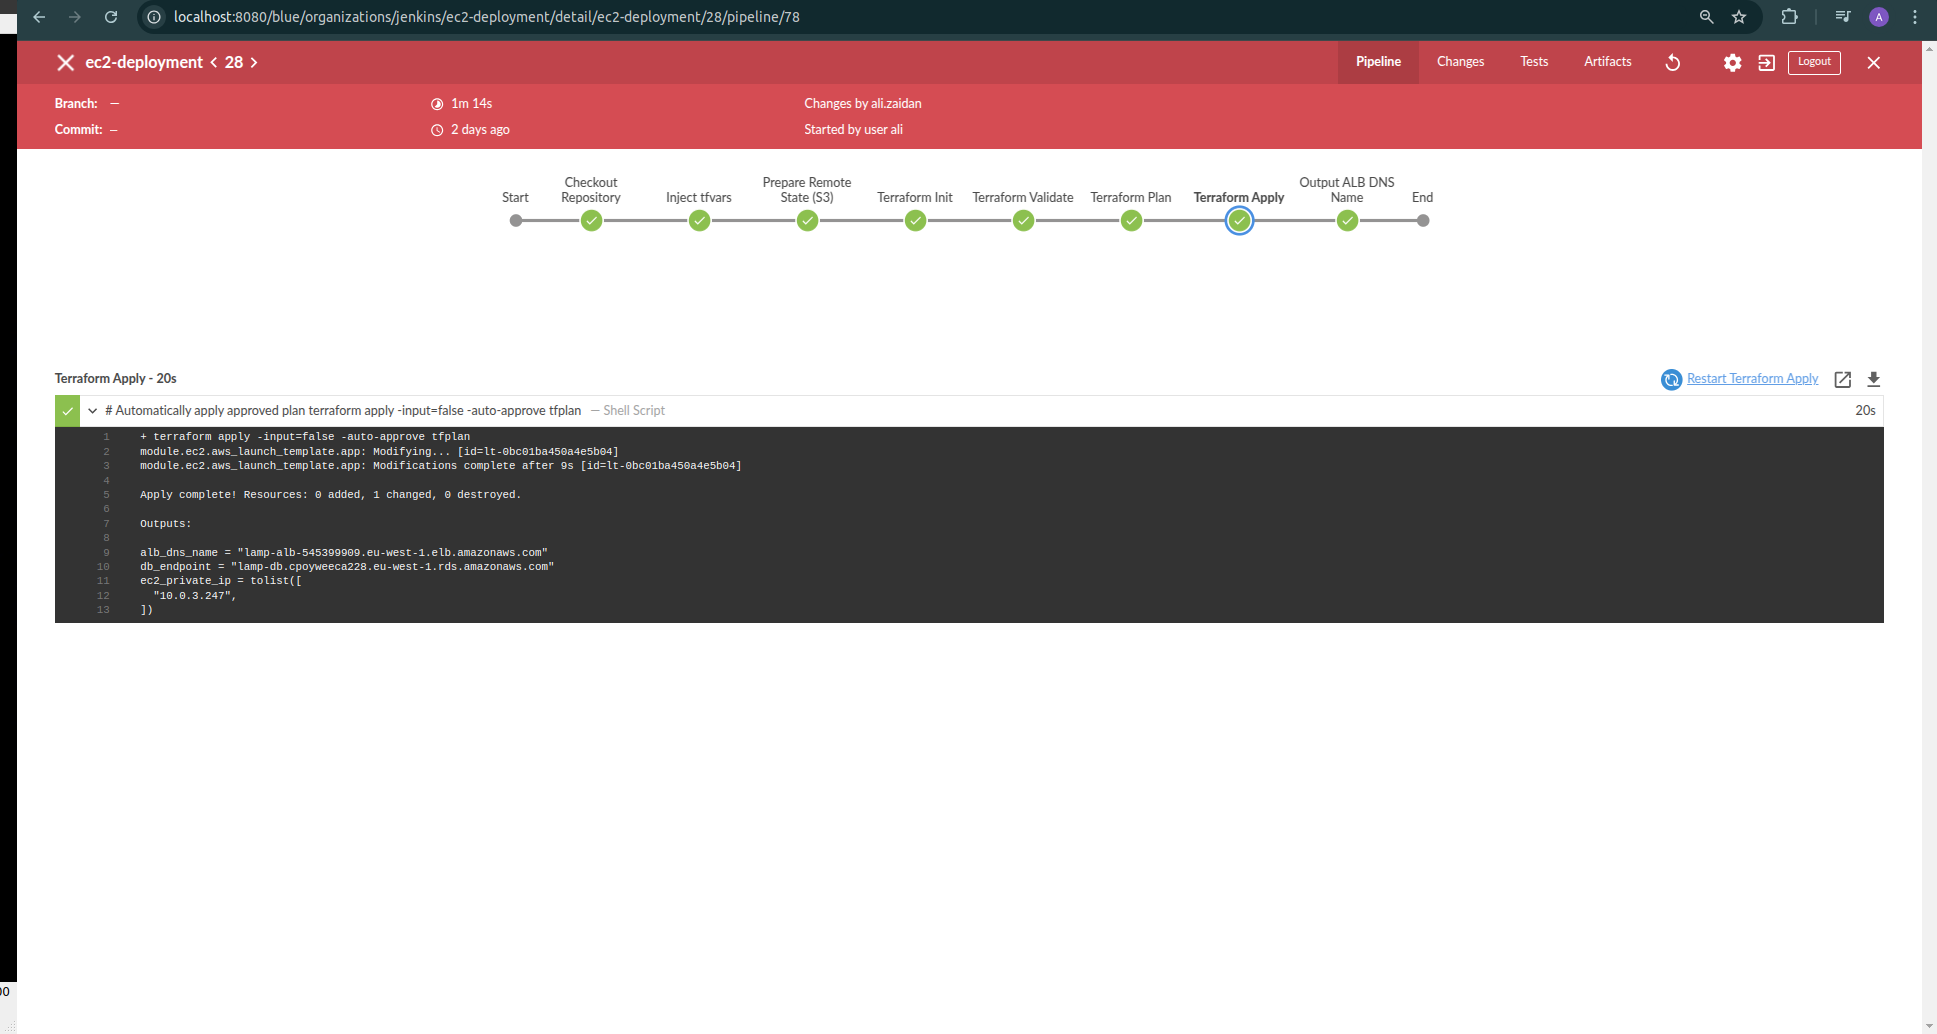 localhost:8080/blue/organizations/jenkins/ec2-deployment/detail/ec2-deployment/28/pipeline/78
A
ec2-deployment < 28 >
Pipeline Changes Tests Artifacts Logout
Branch: — 1m 14s Changes by ali.zaidan
Commit: — 2 days ago Started by user ali
Start
Checkout
Repository
Inject tfvars
Prepare Remote
State (S3)
Terraform Init
Terraform Validate
Terraform Plan
Terraform Apply
Output ALB DNS
Name
End
Terraform Apply - 20s Restart Terraform Apply
# Automatically apply approved plan terraform apply -input=false -auto-approve tfplan — Shell Script 20s
1 + terraform apply -input=false -auto-approve tfplan
2 module.ec2.aws_launch_template.app: Modifying... [id=lt-0bc01ba450a4e5b04]
3 module.ec2.aws_launch_template.app: Modifications complete after 9s [id=lt-0bc01ba450a4e5b04]
4
5 Apply complete! Resources: 0 added, 1 changed, 0 destroyed.
6
7 Outputs:
8
9 alb_dns_name = "lamp-alb-545399909.eu-west-1.elb.amazonaws.com"
10 db_endpoint = "lamp-db.cpoyweeca228.eu-west-1.rds.amazonaws.com"
11 ec2_private_ip = tolist([
12 "10.0.3.247",
13 ])